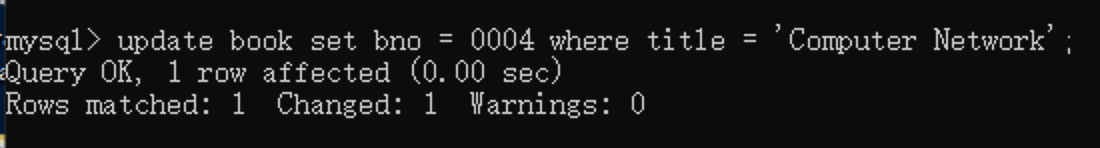 mysql> update book set bno = 0004 where title = 'Computer Network';
Query OK, 1 row affected (0.00 sec)
Rows matched: 1  Changed: 1  Warnings: 0